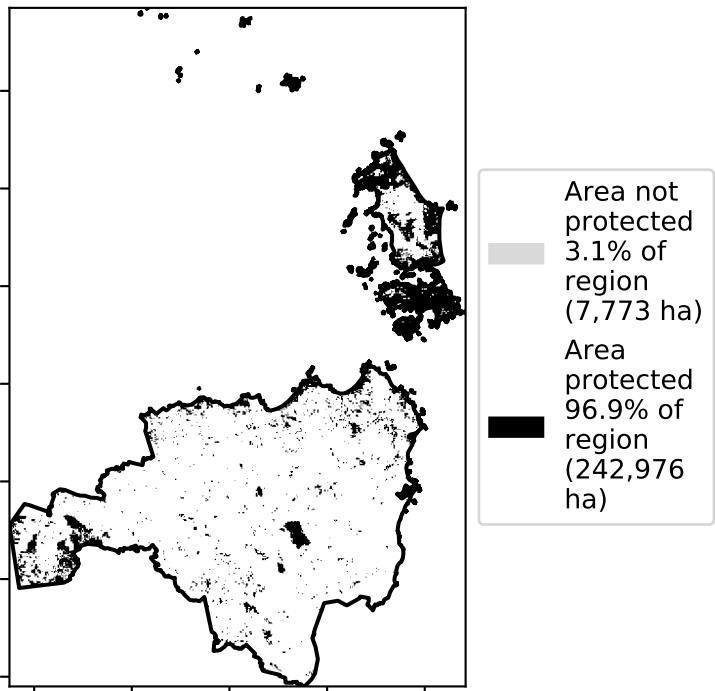 Area not
protected
3.1% of
region
(7,773 ha)
Area
protected
96.9% of
region
(242,976
ha)